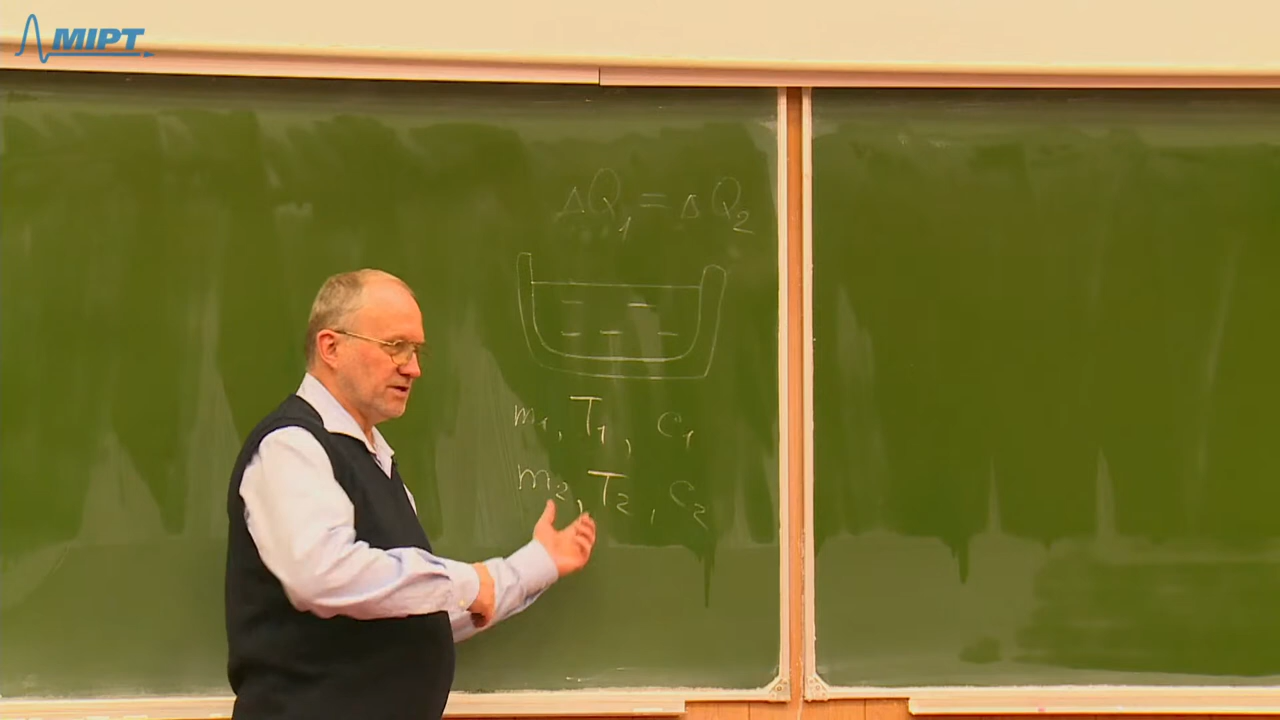 MIPT
ΔQ₁ = ΔQ₂
m₁, T₁, c₁
m₂, T₂, c₂